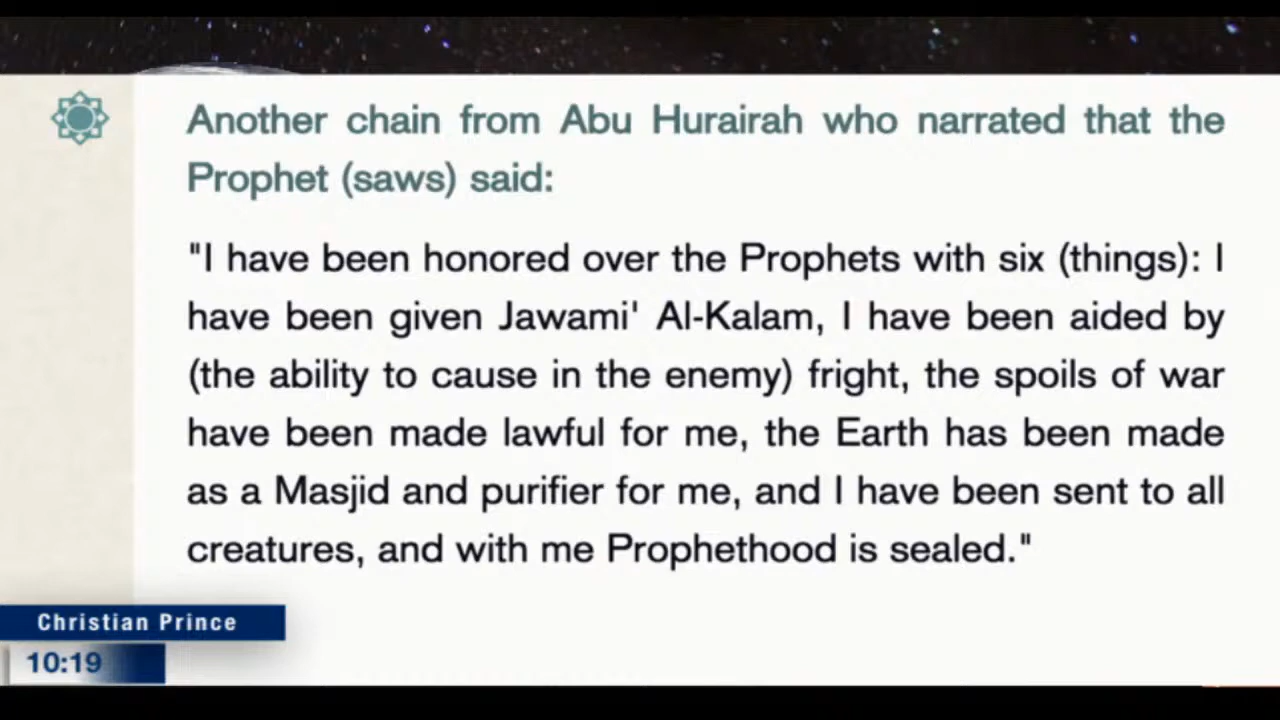 Another chain from Abu Hurairah who narrated that the
Prophet (saws) said:
"I have been honored over the Prophets with six (things): I
have been given Jawami' Al-Kalam, I have been aided by
(the ability to cause in the enemy) fright, the spoils of war
have been made lawful for me, the Earth has been made
as a Masjid and purifier for me, and I have been sent to all
creatures, and with me Prophethood is sealed."
Christian Prince
10:19